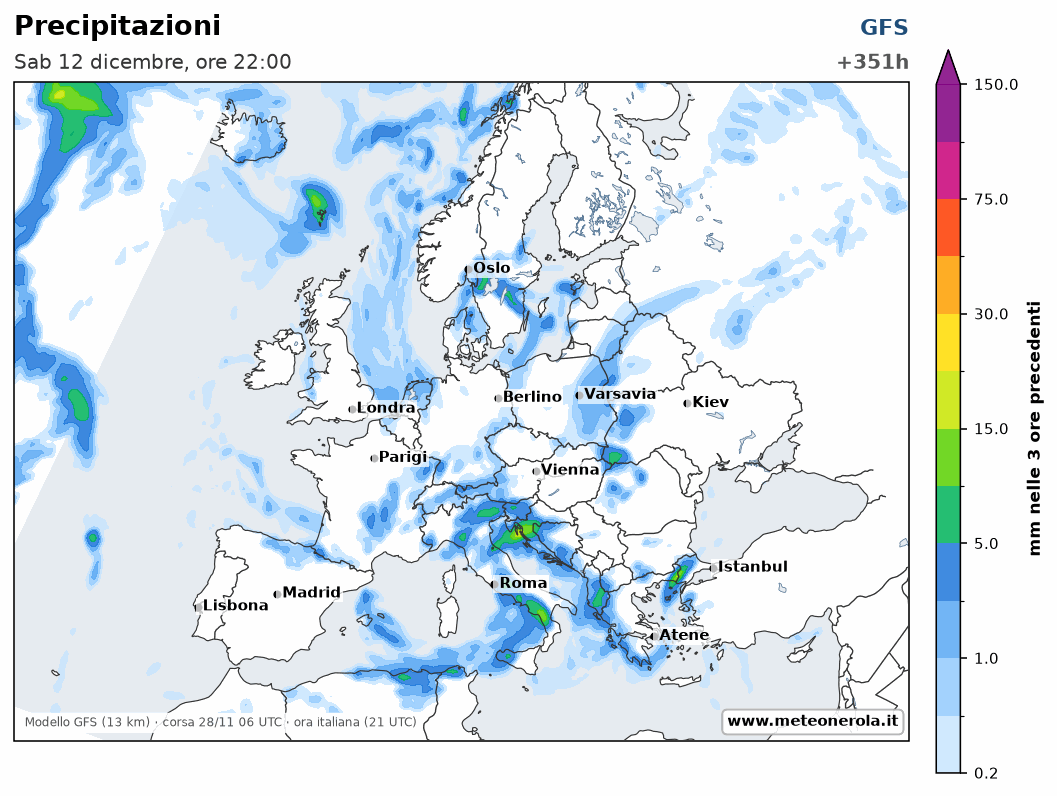 Precipitazioni
GFS
Sab 12 dicembre, ore 22:00
+351h
150.0
75.0
30.0
15.0
5.0
1.0
0.2
mm nelle 3 ore precedenti
Oslo
Berlino
Varsavia
Kiev
Londra
Parigi
Vienna
Istanbul
Roma
Madrid
Lisbona
Atene
Modello GFS (13 km) · corsa 28/11 06 UTC · ora italiana (21 UTC)
www.meteonerola.it